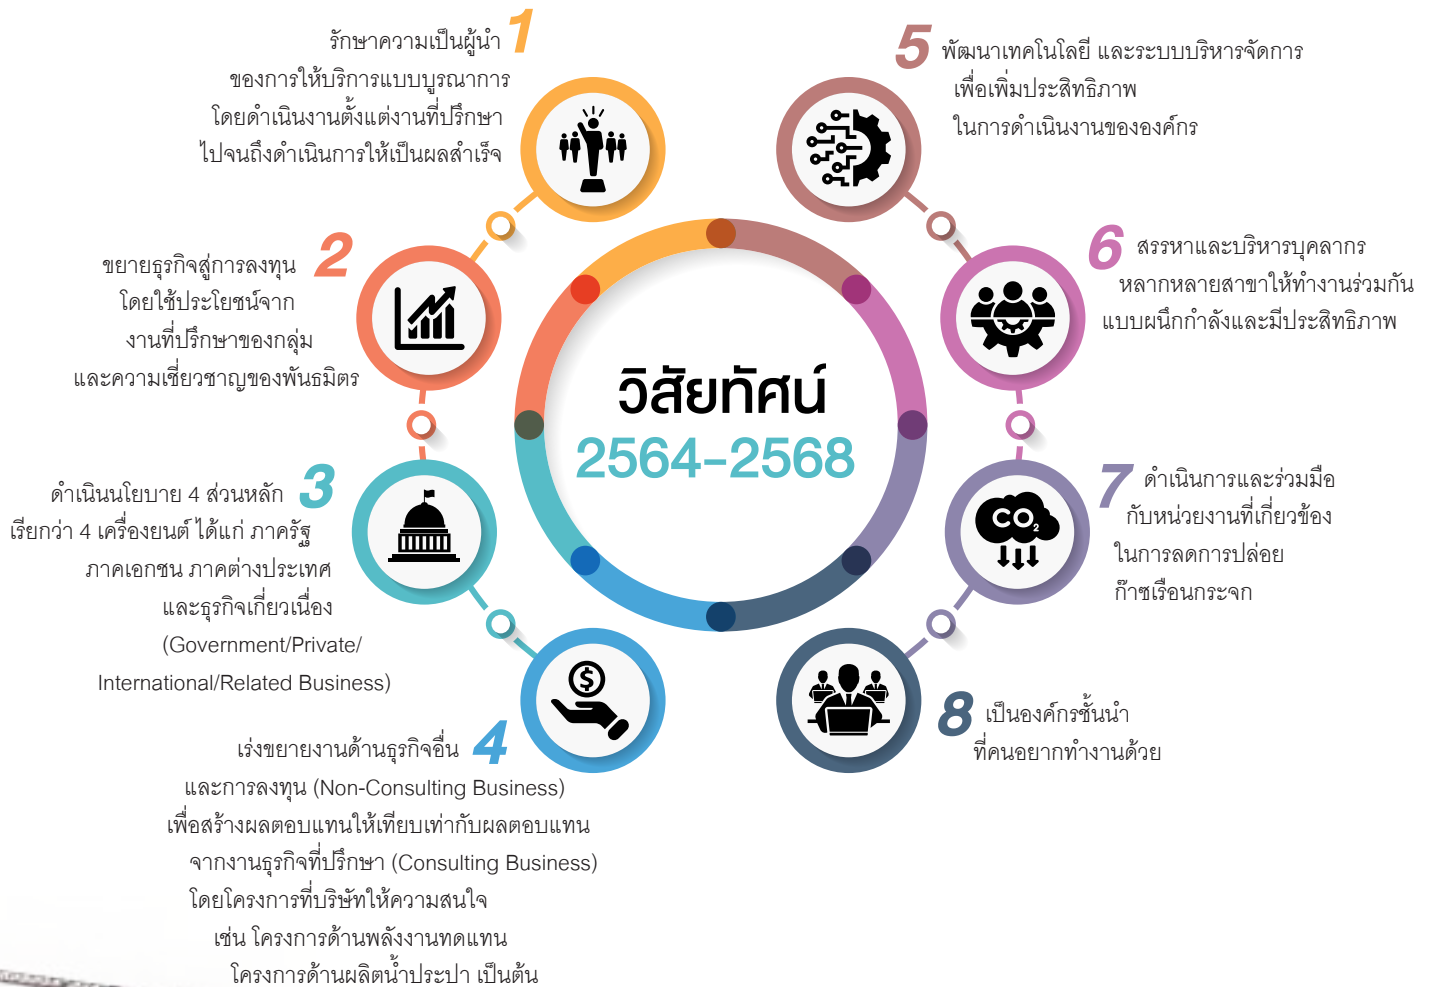 1
รักษาความเป็นผู้นำ
ของการให้บริการแบบบูรณาการ
โดยดำเนินงานตั้งแต่งานที่ปรึกษา
ไปจนถึงดำเนินการให้เป็นผลสำเร็จ
2
ขยายธุรกิจสู่การลงทุน
โดยใช้ประโยชน์จาก
งานที่ปรึกษาของกลุ่ม
และความเชี่ยวชาญของพันธมิตร
3
ดำเนินนโยบาย 4 ส่วนหลัก
เรียกว่า 4 เครื่องยนต์ ได้แก่ ภาครัฐ
ภาคเอกชน ภาคต่างประเทศ
และธุรกิจเกี่ยวเนื่อง
(Government/Private/
International/Related Business)
4
เร่งขยายงานด้านธุรกิจอื่น
และการลงทุน (Non-Consulting Business)
เพื่อสร้างผลตอบแทนให้เทียบเท่ากับผลตอบแทน
จากงานธุรกิจที่ปรึกษา (Consulting Business)
โดยโครงการที่บริษัทให้ความสนใจ
เช่น โครงการด้านพลังงานทดแทน
โครงการด้านผลิตน้ำประปา เป็นต้น
วิสัยทัศน์
2564-2568
5 พัฒนาเทคโนโลยี และระบบบริหารจัดการ
เพื่อเพิ่มประสิทธิภาพ
ในการดำเนินงานขององค์กร
6 สรรหาและบริหารบุคลากร
หลากหลายสาขาให้ทำงานร่วมกัน
แบบผนึกกำลังและมีประสิทธิภาพ
7 ดำเนินการและร่วมมือ
กับหน่วยงานที่เกี่ยวข้อง
ในการลดการปล่อย
ก๊าซเรือนกระจก
CO2
8 เป็นองค์กรชั้นนำ
ที่คนอยากทำงานด้วย